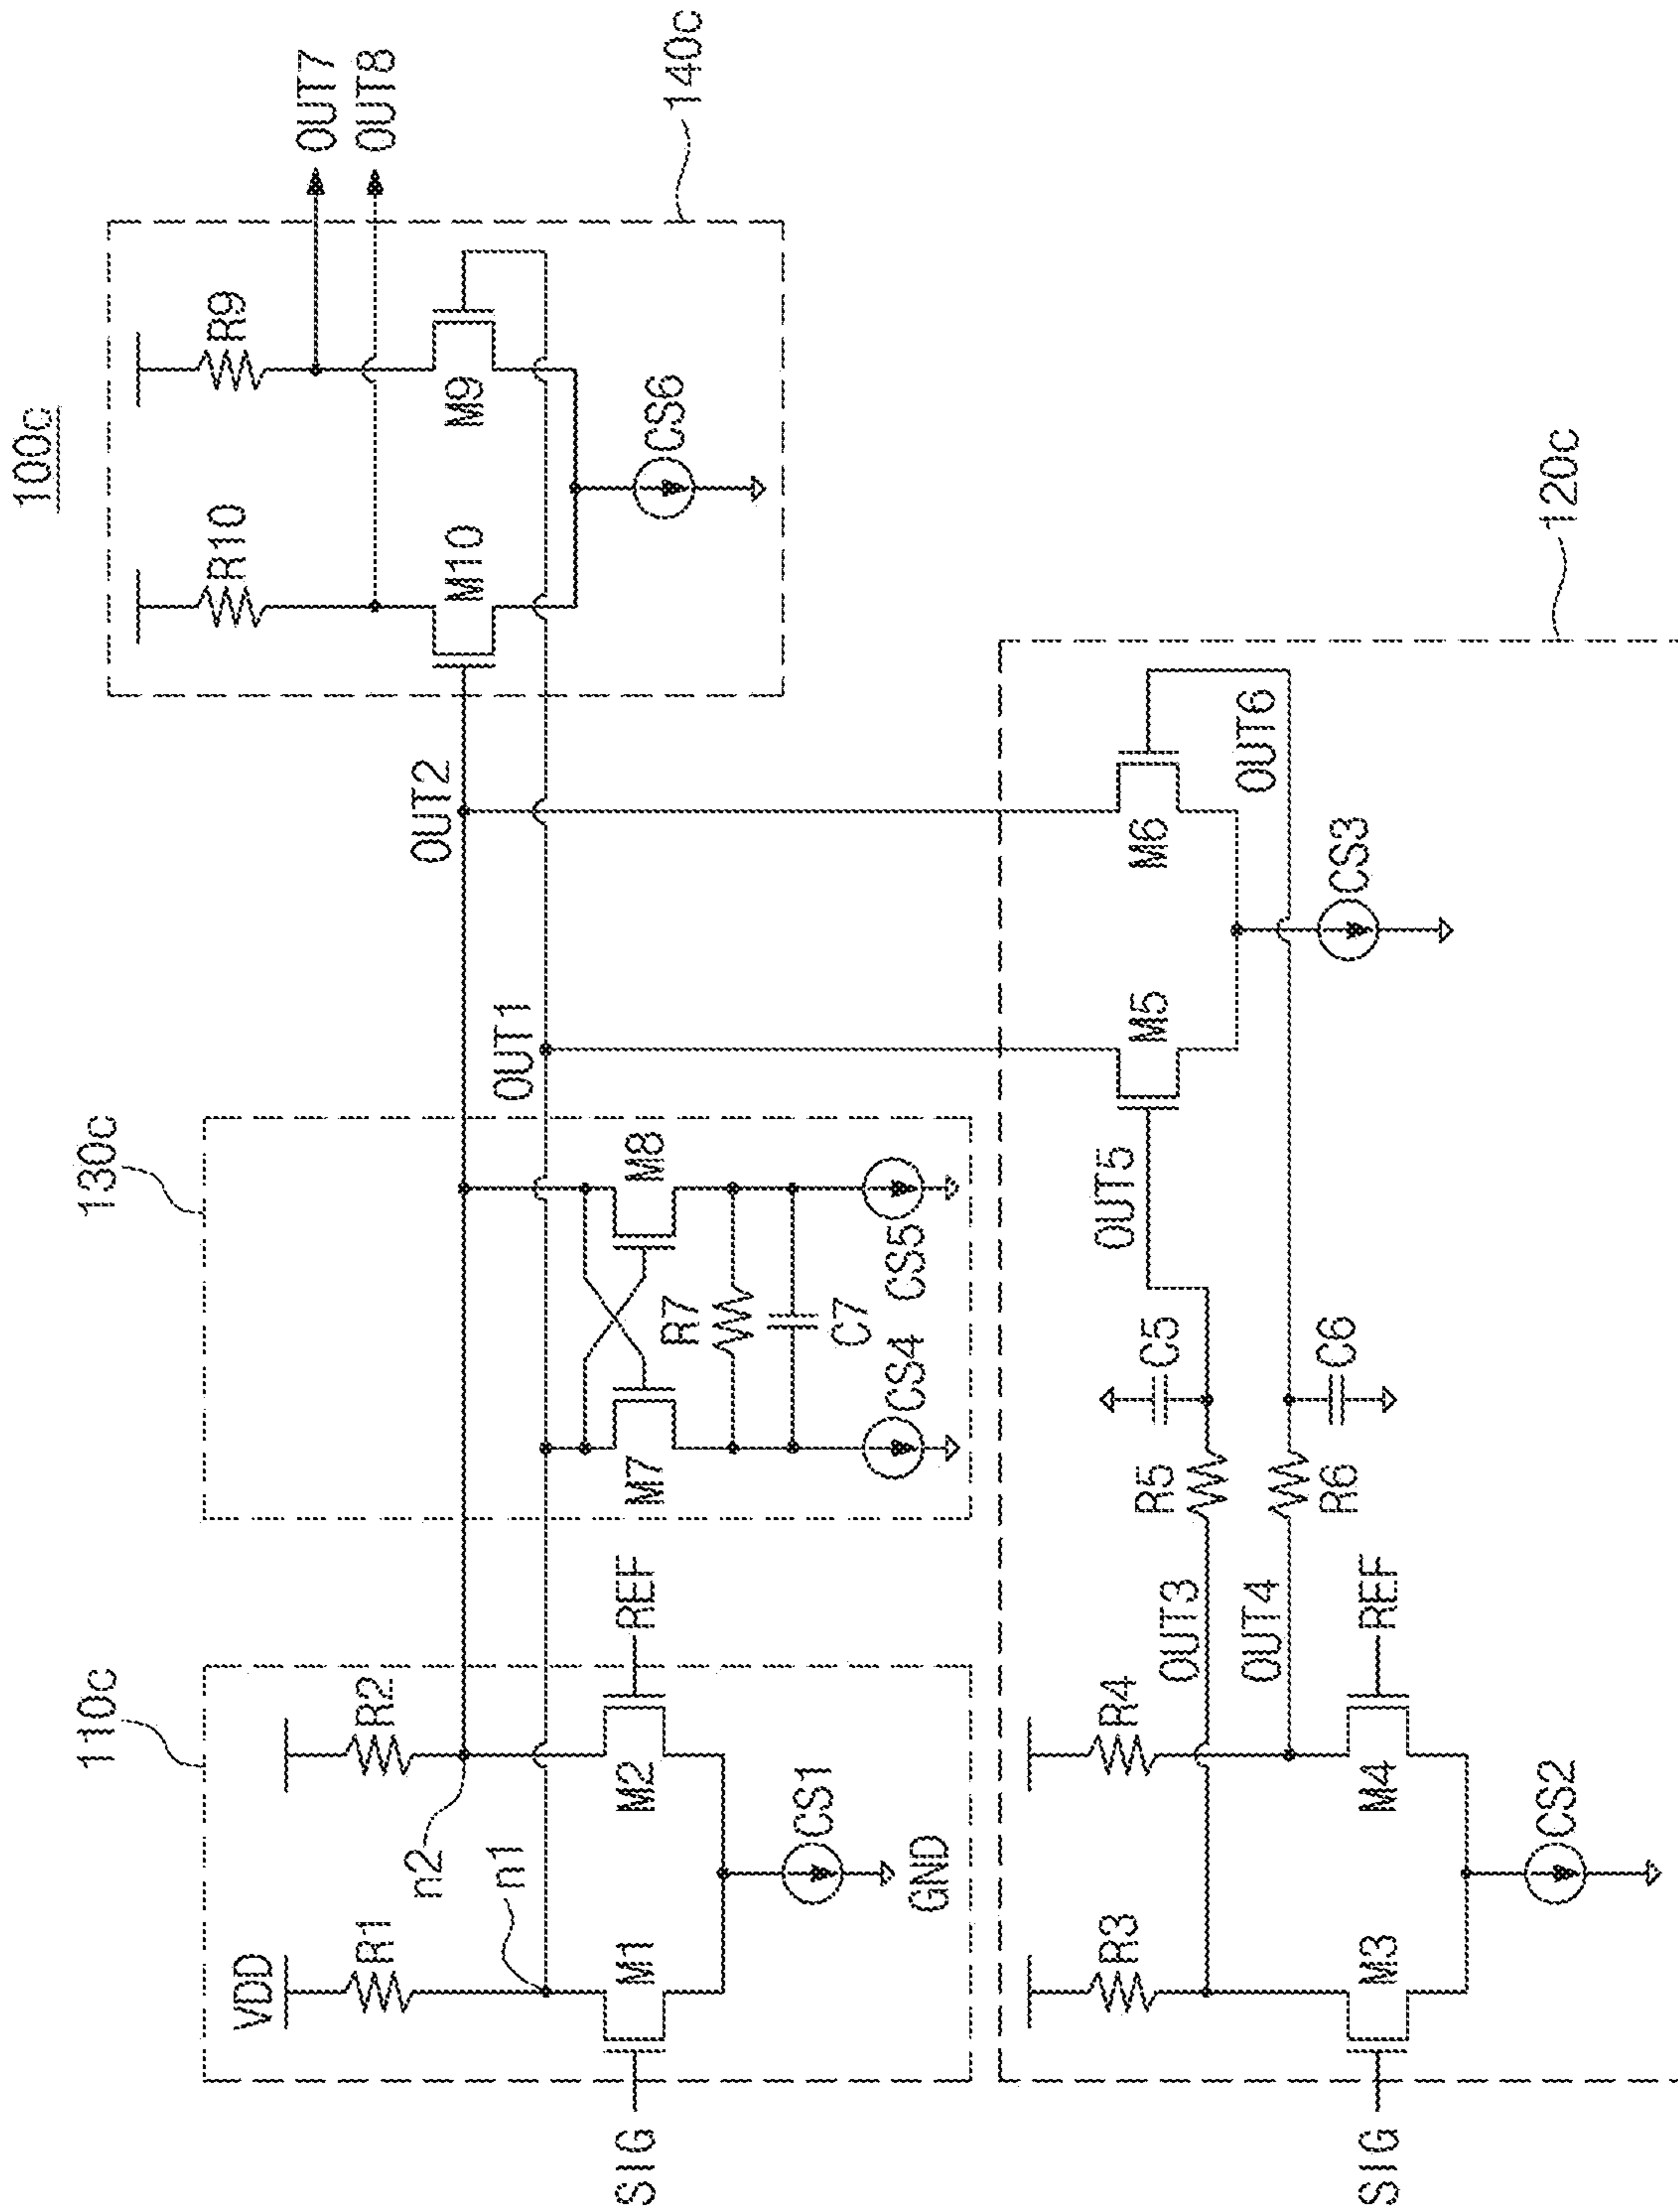 100c
110c
VDD
R1
R2
n2
n1
M1
M2
SIG
REF
CS1
GND
130c
M7
M8
R7
C7
CS4
CS5
OUT2
OUT1
140c
R10
R9
M10
M9
CS6
OUT7
OUT8
120c
R3
R4
OUT3
OUT4
M3
M4
SIG
REF
CS2
R5
C5
R6
C6
OUT5
OUT6
M5
M6
CS3